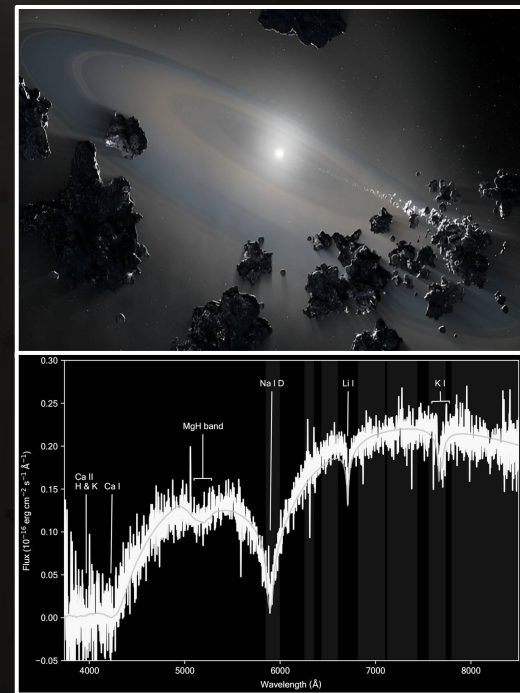 0.30
0.25
0.20
0.15
0.10
0.05
0.00
−0.05
Flux (10⁻¹⁶ erg cm⁻² s⁻¹ Å⁻¹)
Ca II
H & K
Ca I
MgH band
Na I D
Li I
K I
4000 5000 6000 7000 8000
Wavelength (Å)